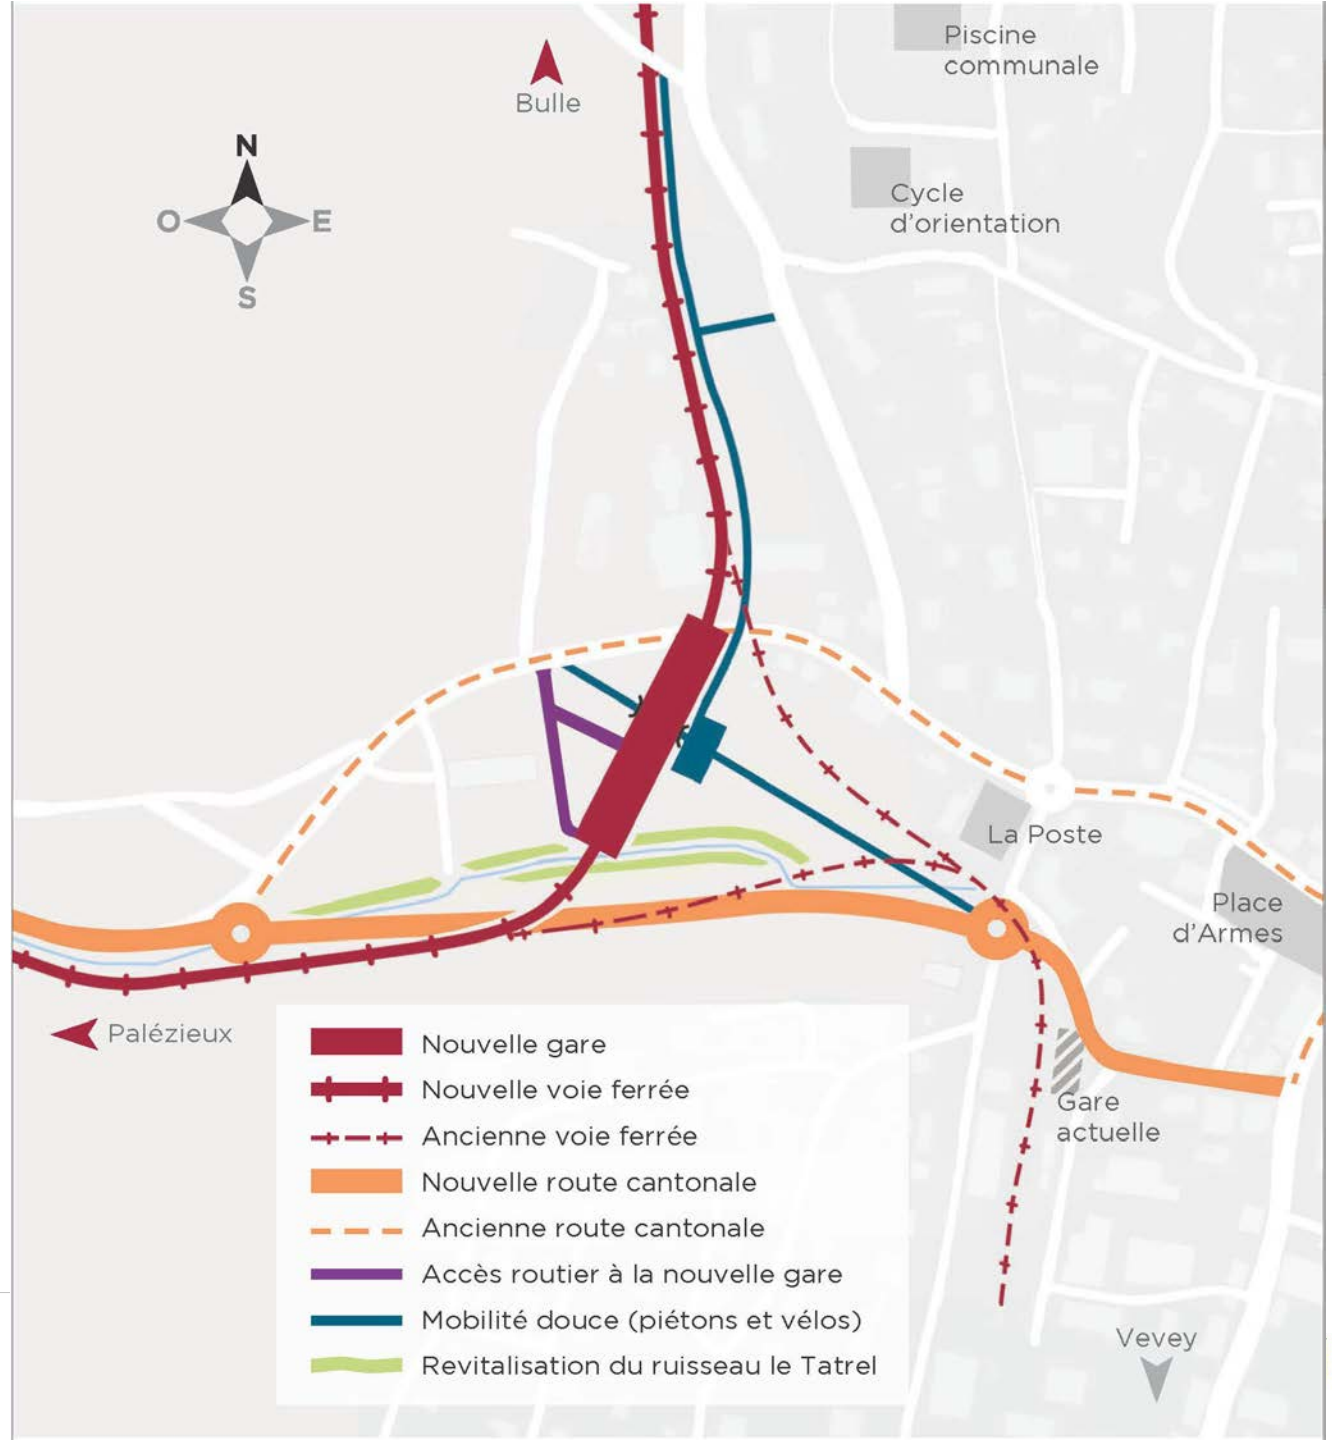 Piscine
communale
Bulle
N
O
E
S
Cycle
d'orientation
La Poste
Place
d'Armes
Palézieux
Gare
actuelle
Vevey
Nouvelle gare
Nouvelle voie ferrée
Ancienne voie ferrée
Nouvelle route cantonale
Ancienne route cantonale
Accès routier à la nouvelle gare
Mobilité douce (piétons et vélos)
Revitalisation du ruisseau le Tatrel